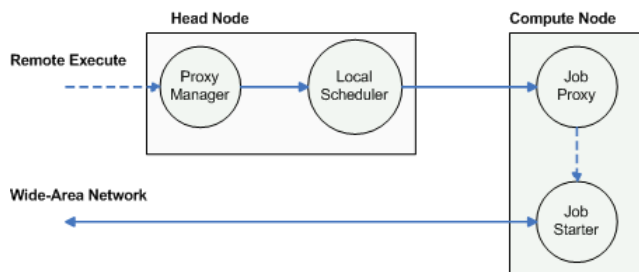 Head Node
Compute Node
Remote Execute
Proxy
Manager
Local
Scheduler
Job
Proxy
Wide-Area Network
Job
Starter